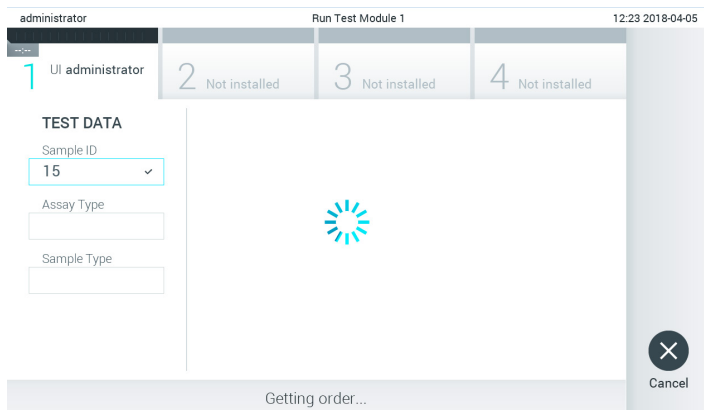 administrator Run Test Module 1 12:23 2018-04-05
--:--
1 UI administrator 2 Not installed 3 Not installed 4 Not installed
TEST DATA
Sample ID
15
Assay Type
Sample Type
Cancel
Getting order...